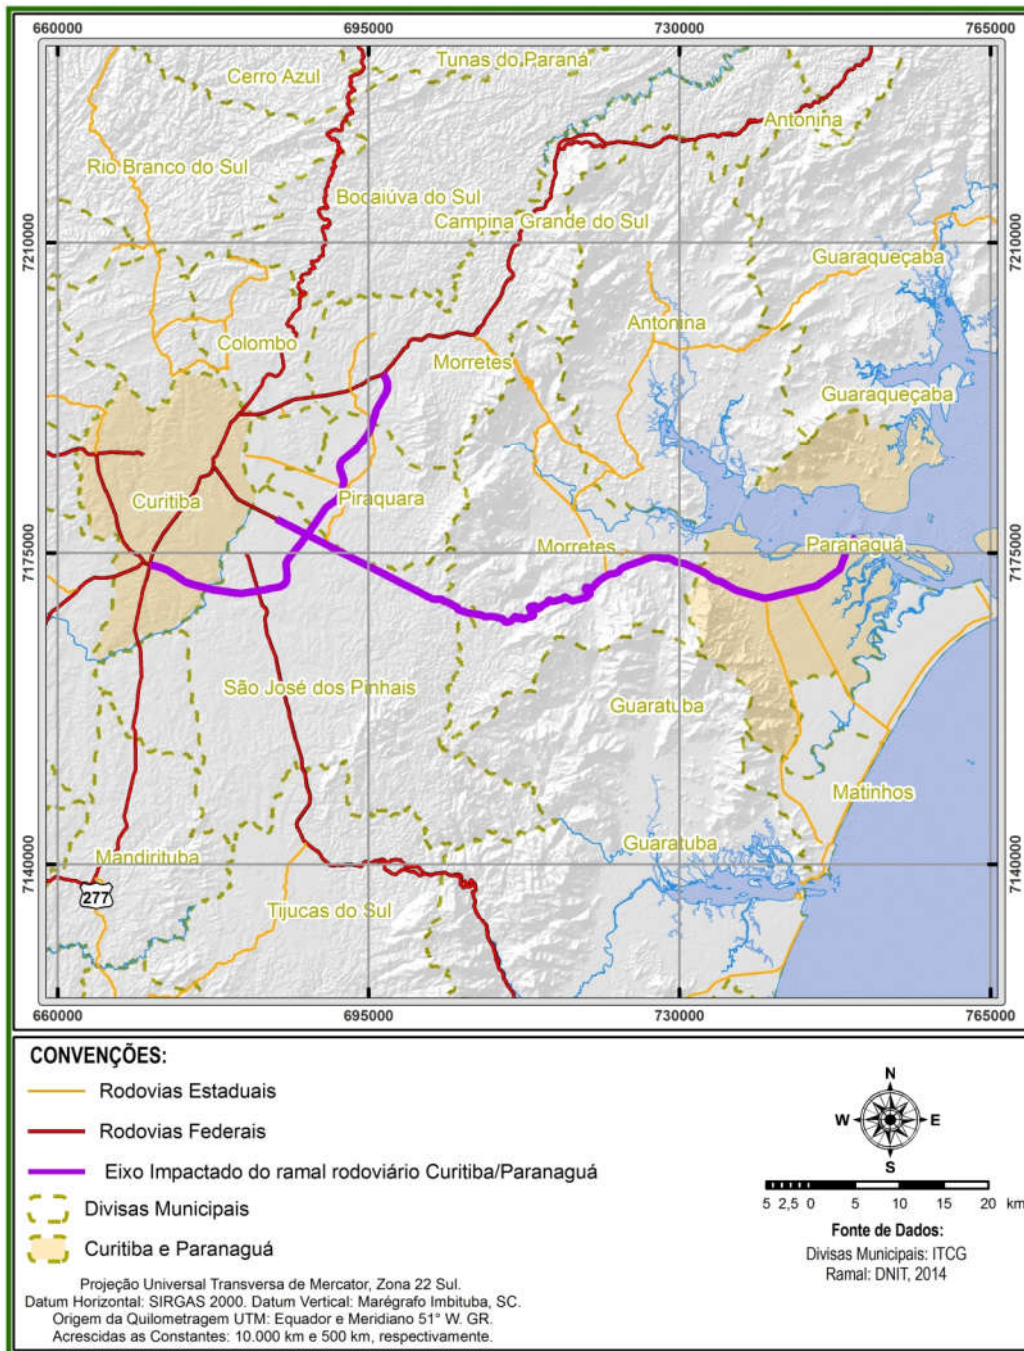 660000 695000 730000 765000
Tunas do Paraná
Cerro Azul
Antonina
Rio Branco do Sul
Bocaiúva do Sul
Campina Grande do Sul
7210000
7210000
Guaraqueçaba
Antonina
Colombo
Morretes
Guaraqueçaba
Curitiba
Piraquara
Morretes
Paranaguá
7175000
7175000
São José dos Pinhais
Guaratuba
Matinhos
Guaratuba
Mandirituba
7140000
7140000
277
Tijucas do Sul
660000 695000 730000 765000
CONVENÇÕES:
Rodovias Estaduais
Rodovias Federais
Eixo Impactado do ramal rodoviário Curitiba/Paranaguá
Divisas Municipais
Curitiba e Paranaguá
Projeção Universal Transversa de Mercator, Zona 22 Sul.
Datum Horizontal: SIRGAS 2000. Datum Vertical: Marégrafo Imbituba, SC.
Origem da Quilometragem UTM: Equador e Meridiano 51° W. GR.
Acrescidas as Constantes: 10.000 km e 500 km, respectivamente.
N
W E
S
5 2,5 0 5 10 15 20 km
Fonte de Dados:
Divisas Municipais: ITCG
Ramal: DNIT, 2014